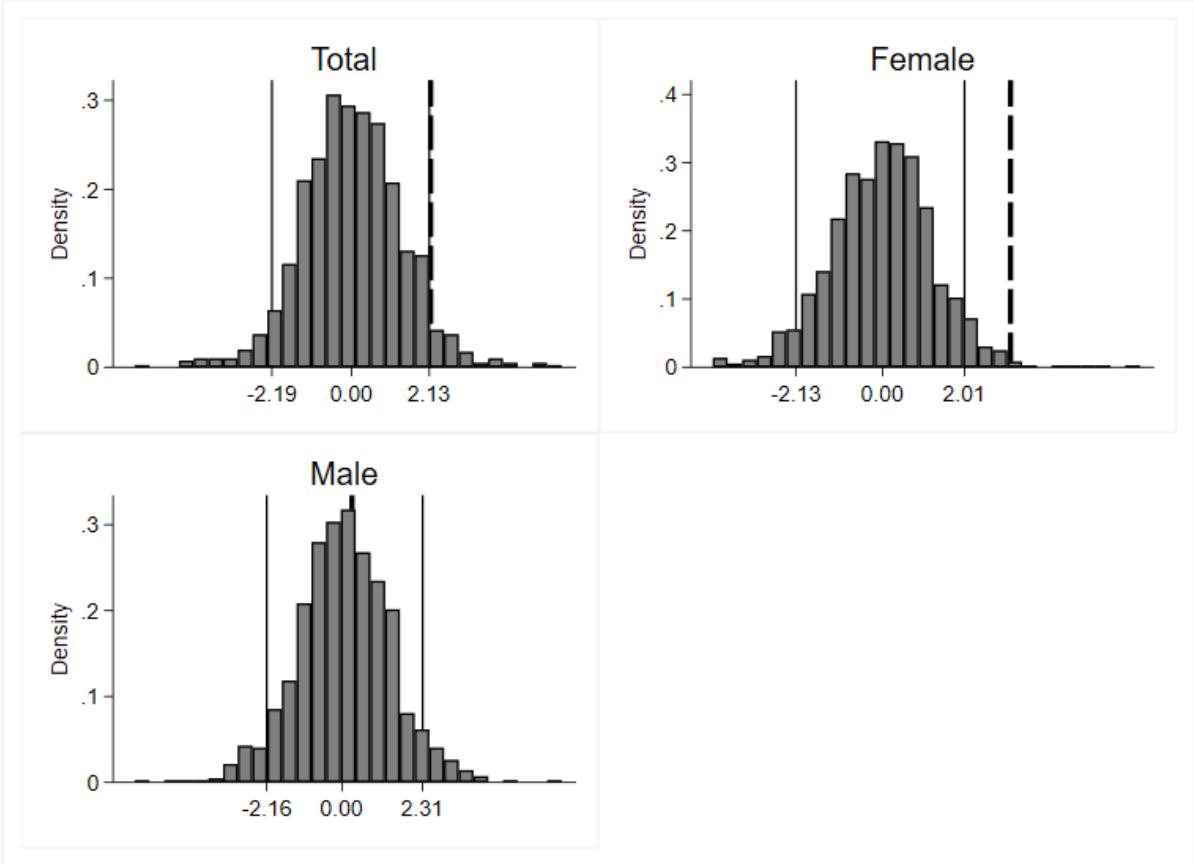 Total
Density
.3
.2
.1
0
-2.19 0.00 2.13
Female
Density
.4
.3
.2
.1
0
-2.13 0.00 2.01
Male
Density
.3
.2
.1
0
-2.16 0.00 2.31